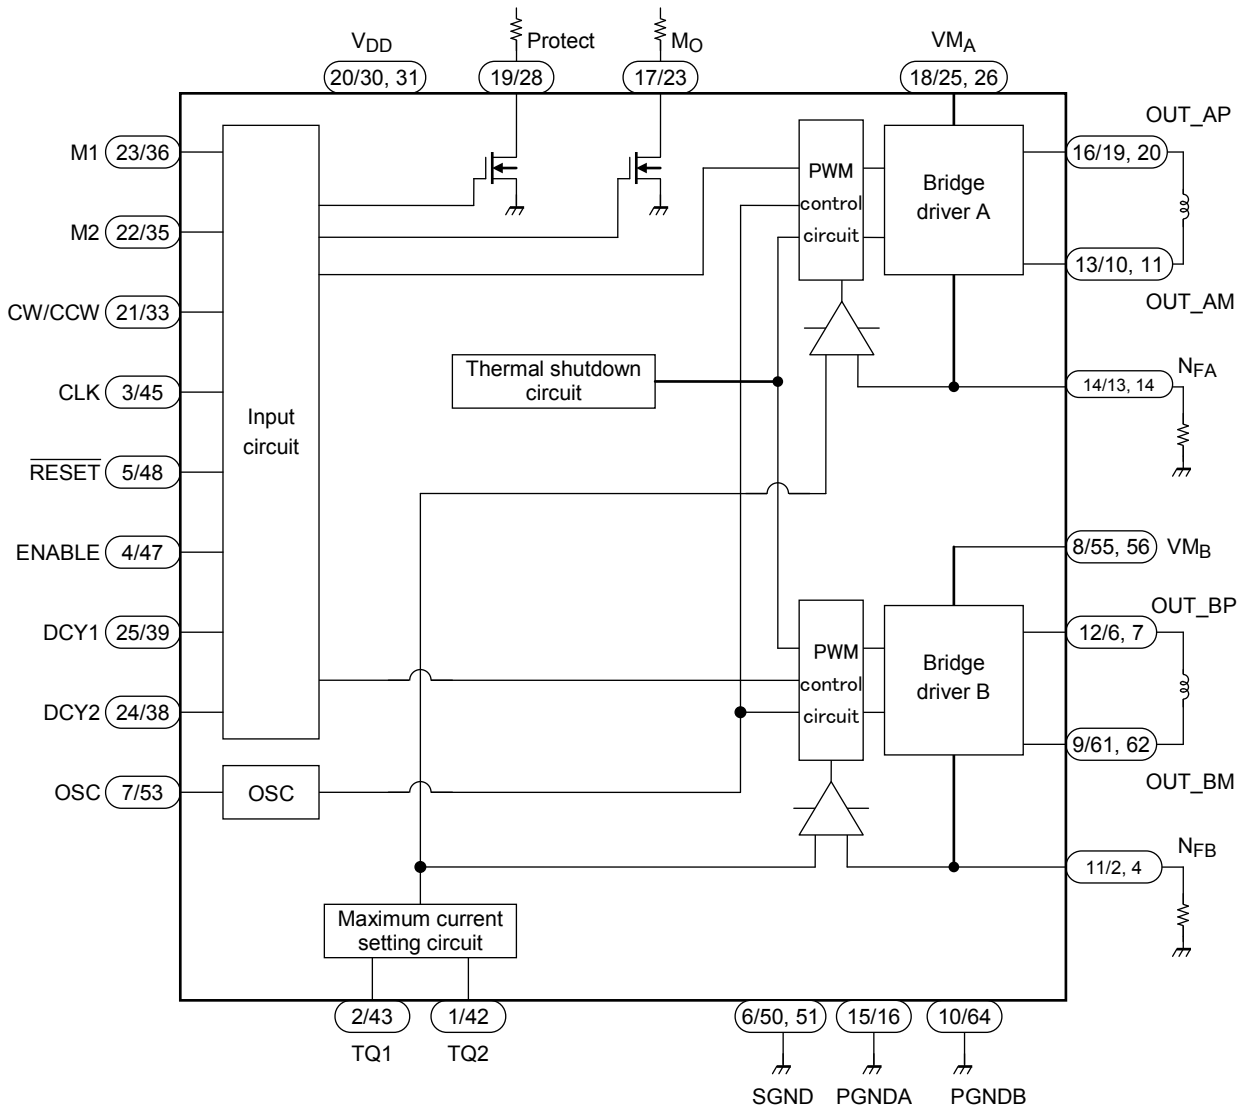 VDD
Protect
MO
VMA
20/30, 31
19/28
17/23
18/25, 26
OUT_AP
M1
23/36
16/19, 20
PWM
control
circuit
Bridge
driver A
M2
22/35
13/10, 11
OUT_AM
CW/CCW
21/33
Thermal shutdown
circuit
NFA
14/13, 14
CLK
3/45
Input
circuit
RESET
5/48
ENABLE
4/47
8/55, 56
VMB
OUT_BP
DCY1
25/39
12/6, 7
PWM
control
circuit
Bridge
driver B
DCY2
24/38
9/61, 62
OUT_BM
OSC
7/53
OSC
NFB
11/2, 4
Maximum current
setting circuit
2/43
1/42
6/50, 51
15/16
10/64
TQ1
TQ2
SGND
PGNDA
PGNDB